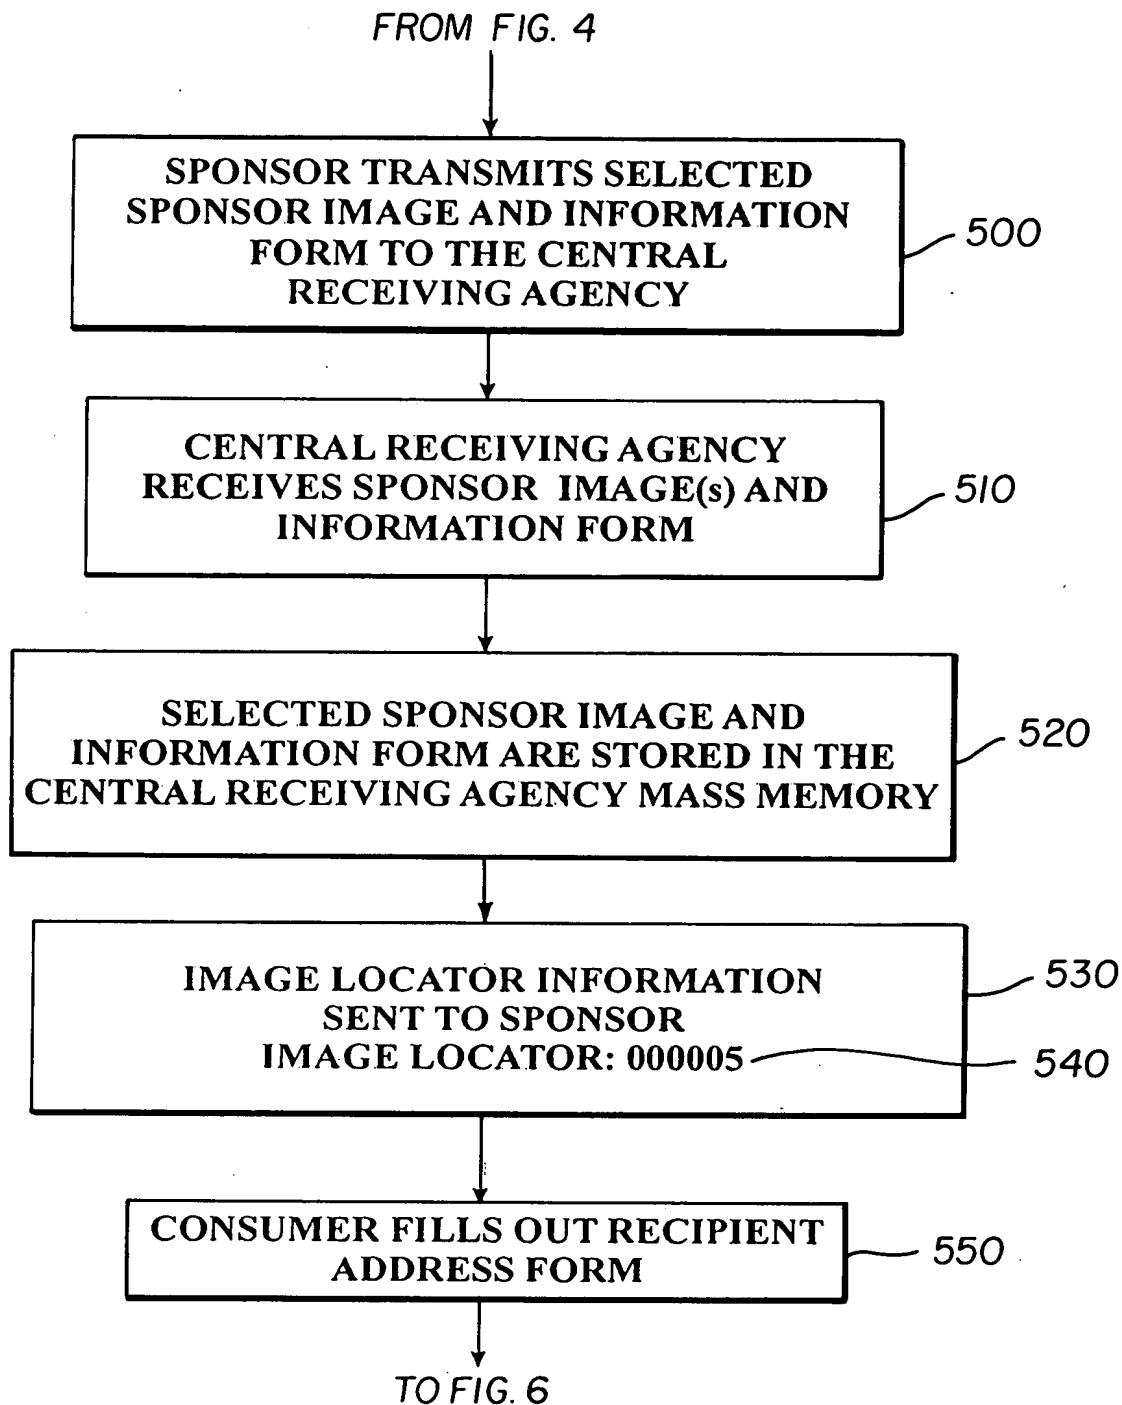 FROM FIG. 4
SPONSOR TRANSMITS SELECTED
SPONSOR IMAGE AND INFORMATION
FORM TO THE CENTRAL
RECEIVING AGENCY
500
CENTRAL RECEIVING AGENCY
RECEIVES SPONSOR IMAGE(s) AND
INFORMATION FORM
510
SELECTED SPONSOR IMAGE AND
INFORMATION FORM ARE STORED IN THE
CENTRAL RECEIVING AGENCY MASS MEMORY
520
IMAGE LOCATOR INFORMATION
SENT TO SPONSOR
IMAGE LOCATOR: 000005
530
540
CONSUMER FILLS OUT RECIPIENT
ADDRESS FORM
550
TO FIG. 6